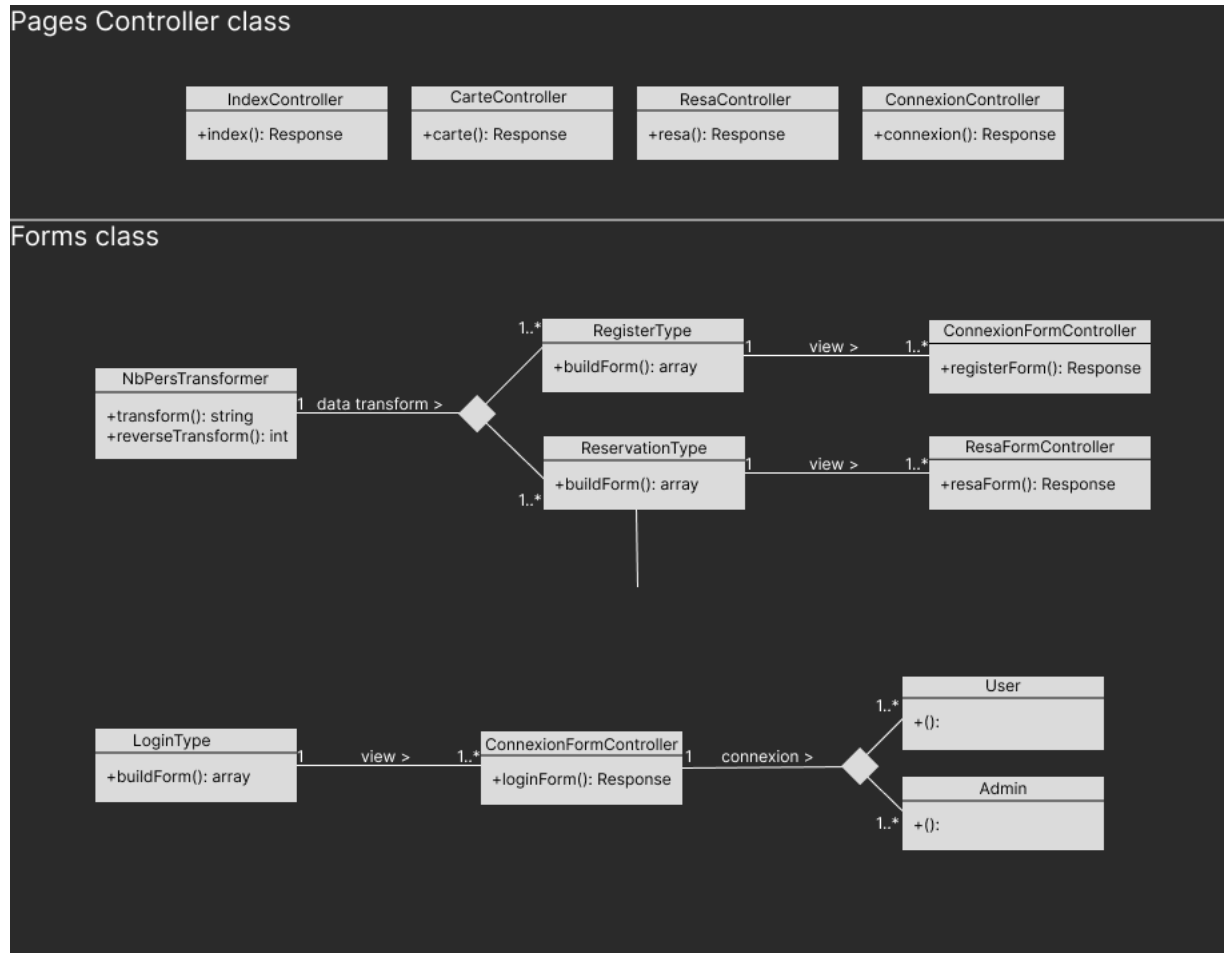 Pages Controller class
IndexController
+index(): Response
CarteController
+carte(): Response
ResaController
+resa(): Response
ConnexionController
+connexion(): Response
Forms class
NbPersTransformer
+transform(): string
+reverseTransform(): int
1 data transform >
1..*
RegisterType
+buildForm(): array
1 view > 1..*
ConnexionFormController
+registerForm(): Response
1..*
ReservationType
+buildForm(): array
1 view > 1..*
ResaFormController
+resaForm(): Response
LoginType
+buildForm(): array
1 view > 1..*
ConnexionFormController
+loginForm(): Response
1 connexion >
1..*
User
+():
1..*
Admin
+():